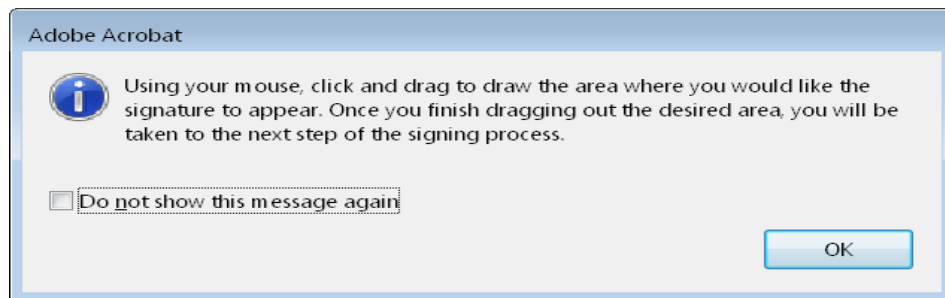 Adobe Acrobat
Using your mouse, click and drag to draw the area where you would like the
signature to appear. Once you finish dragging out the desired area, you will be
taken to the next step of the signing process.
Do not show this message again
OK